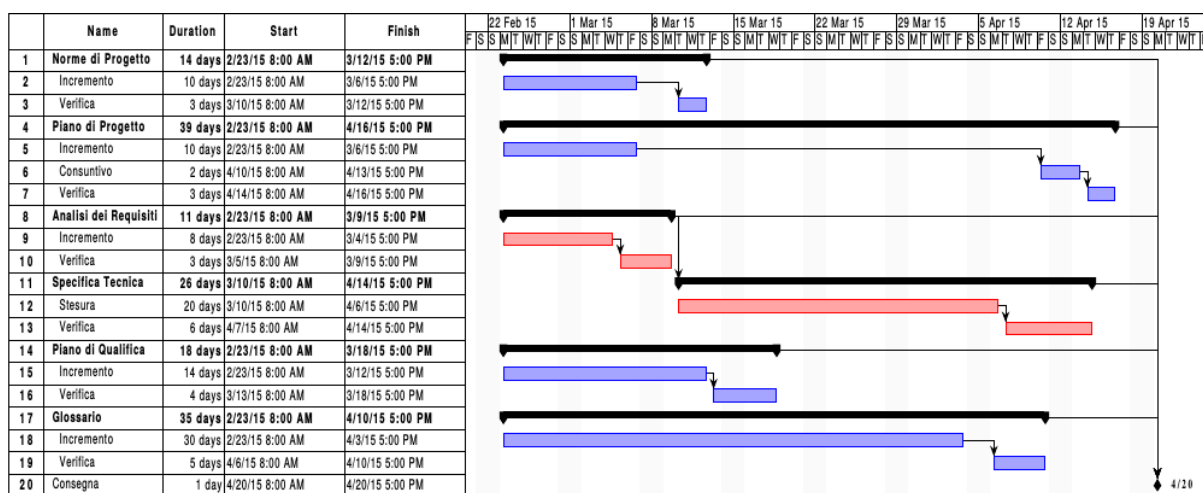 Name Duration Start Finish 22 Feb 15 1 Mar 15 8 Mar 15 15 Mar 15 22 Mar 15 29 Mar 15 5 Apr 15 12 Apr 15 19 Apr 15
F S S M T W T F S S M T W T F S S M T W T F S S M T W T F S S M T W T F S S M T W T F S S M T W T F S S M T W T F S S M T W T
1 Norme di Progetto 14 days 2/23/15 8:00 AM 3/12/15 5:00 PM
2 Incremento 10 days 2/23/15 8:00 AM 3/6/15 5:00 PM
3 Verifica 3 days 3/10/15 8:00 AM 3/12/15 5:00 PM
4 Piano di Progetto 39 days 2/23/15 8:00 AM 4/16/15 5:00 PM
5 Incremento 10 days 2/23/15 8:00 AM 3/6/15 5:00 PM
6 Consuntivo 2 days 4/10/15 8:00 AM 4/13/15 5:00 PM
7 Verifica 3 days 4/14/15 8:00 AM 4/16/15 5:00 PM
8 Analisi dei Requisiti 11 days 2/23/15 8:00 AM 3/9/15 5:00 PM
9 Incremento 8 days 2/23/15 8:00 AM 3/4/15 5:00 PM
10 Verifica 3 days 3/5/15 8:00 AM 3/9/15 5:00 PM
11 Specifica Tecnica 26 days 3/10/15 8:00 AM 4/14/15 5:00 PM
12 Stesura 20 days 3/10/15 8:00 AM 4/6/15 5:00 PM
13 Verifica 6 days 4/7/15 8:00 AM 4/14/15 5:00 PM
14 Piano di Qualifica 18 days 2/23/15 8:00 AM 3/18/15 5:00 PM
15 Incremento 14 days 2/23/15 8:00 AM 3/12/15 5:00 PM
16 Verifica 4 days 3/13/15 8:00 AM 3/18/15 5:00 PM
17 Glossario 35 days 2/23/15 8:00 AM 4/10/15 5:00 PM
18 Incremento 30 days 2/23/15 8:00 AM 4/3/15 5:00 PM
19 Verifica 5 days 4/6/15 8:00 AM 4/10/15 5:00 PM
20 Consegna 1 day 4/20/15 8:00 AM 4/20/15 5:00 PM 4/20